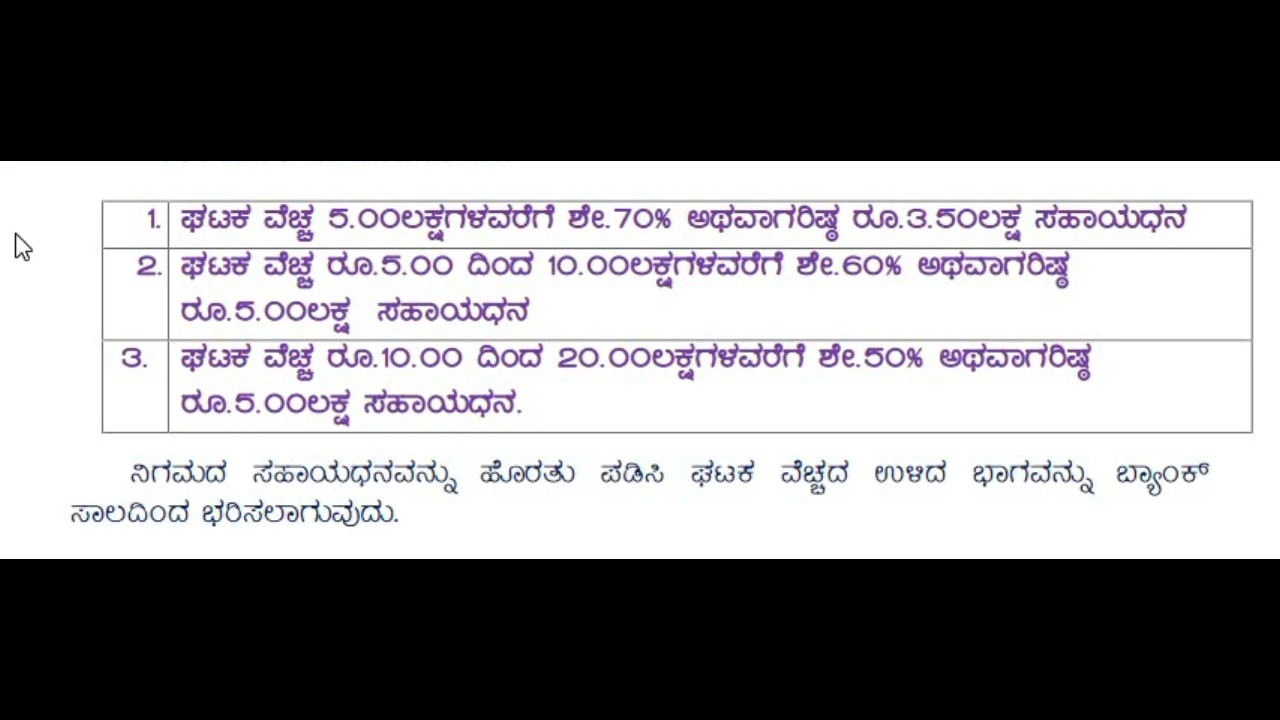 1. ಘಟಕ ವೆಚ್ಚ 5.00ಲಕ್ಷಗಳವರೆಗೆ ಶೇ.70% ಅಥವಾಗರಿಷ್ಠ ರೂ.3.50ಲಕ್ಷ ಸಹಾಯಧನ
2. ಘಟಕ ವೆಚ್ಚ ರೂ.5.00 ದಿಂದ 10.00ಲಕ್ಷಗಳವರೆಗೆ ಶೇ.60% ಅಥವಾಗರಿಷ್ಠ
ರೂ.5.00ಲಕ್ಷ ಸಹಾಯಧನ
3. ಘಟಕ ವೆಚ್ಚ ರೂ.10.00 ದಿಂದ 20.00ಲಕ್ಷಗಳವರೆಗೆ ಶೇ.50% ಅಥವಾಗರಿಷ್ಠ
ರೂ.5.00ಲಕ್ಷ ಸಹಾಯಧನ.
ನಿಗಮದ ಸಹಾಯಧನವನ್ನು ಹೊರತು ಪಡಿಸಿ ಘಟಕ ವೆಚ್ಚದ ಉಳಿದ ಭಾಗವನ್ನು ಬ್ಯಾಂಕ್
ಸಾಲದಿಂದ ಭರಿಸಲಾಗುವುದು.